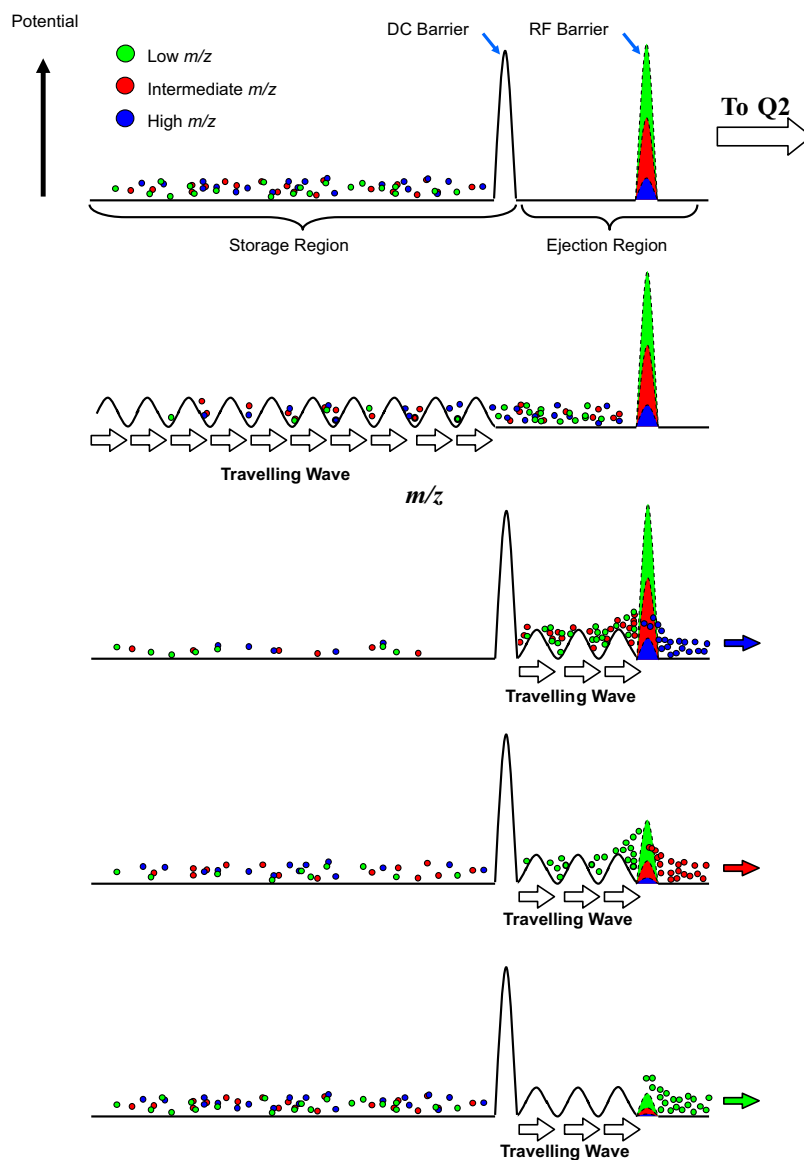 Potential
DC Barrier
RF Barrier
Low m/z
Intermediate m/z
High m/z
To Q2
Storage Region
Ejection Region
Travelling Wave
m/z
Travelling Wave
Travelling Wave
Travelling Wave